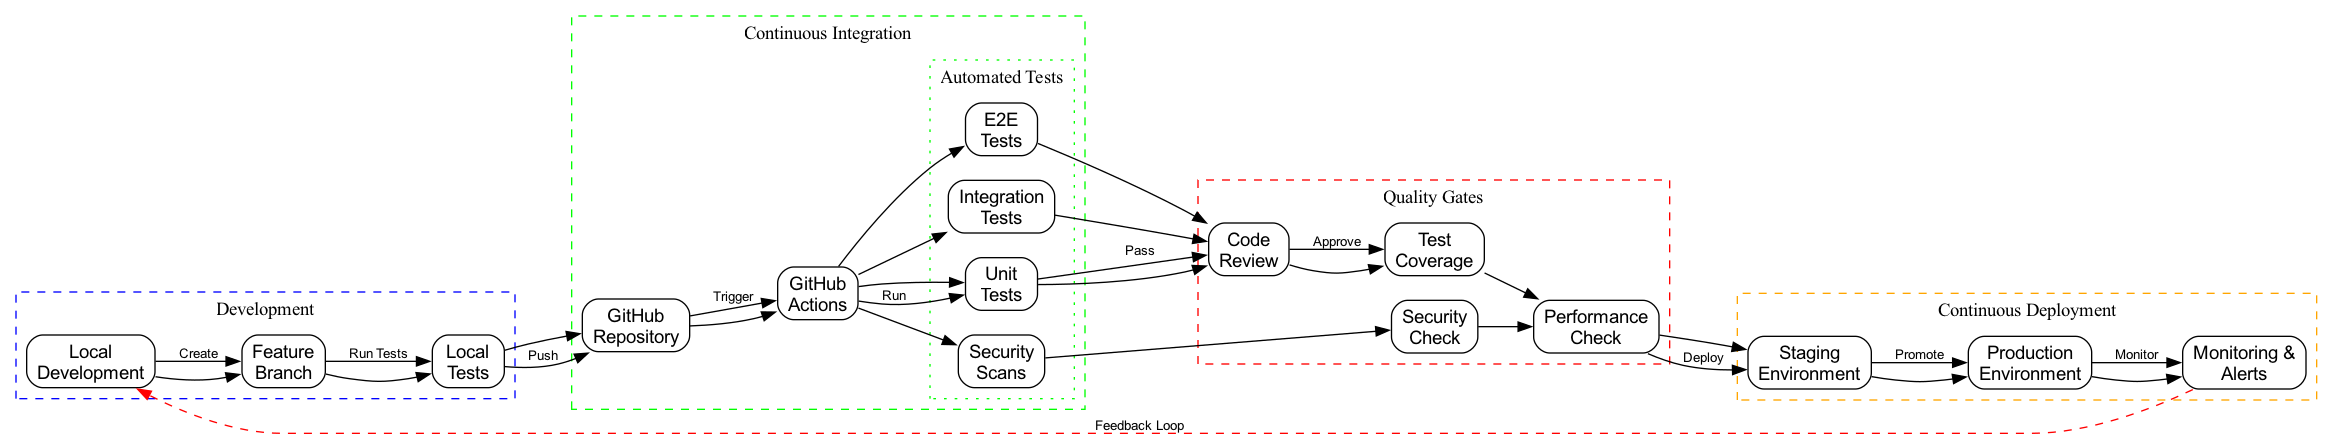 Continuous Integration
Automated Tests
E2E
Tests
Integration
Tests
Unit
Tests
Security
Scans
GitHub
Actions
Run
Trigger
GitHub
Repository
Development
Local
Development
Create
Feature
Branch
Run Tests
Local
Tests
Push
Pass
Quality Gates
Code
Review
Approve
Test
Coverage
Security
Check
Performance
Check
Deploy
Continuous Deployment
Staging
Environment
Promote
Production
Environment
Monitor
Monitoring &
Alerts
Feedback Loop